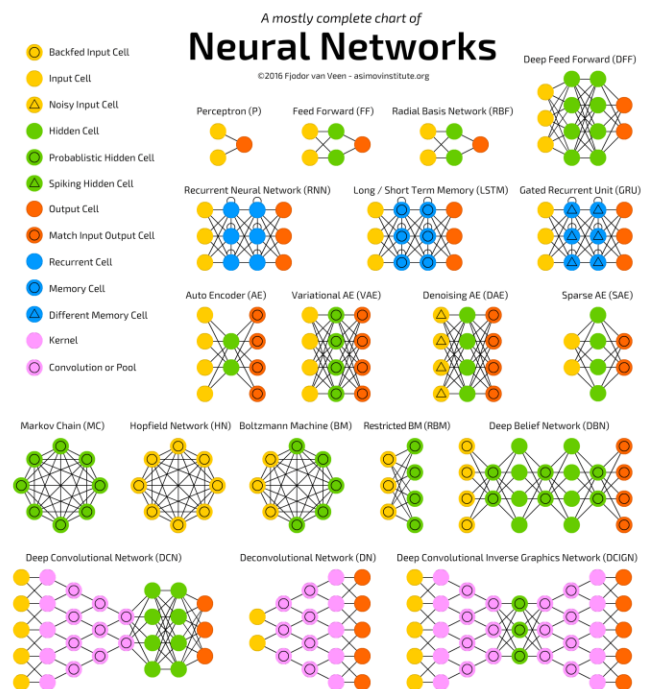 A mostly complete chart of
Neural Networks
©2016 Fjodor van Veen - asimovinstitute.org
Backfed Input Cell
Input Cell
Noisy Input Cell
Hidden Cell
Probablistic Hidden Cell
Spiking Hidden Cell
Output Cell
Match Input Output Cell
Recurrent Cell
Memory Cell
Different Memory Cell
Kernel
Convolution or Pool
Deep Feed Forward (DFF)
Perceptron (P)
Feed Forward (FF)
Radial Basis Network (RBF)
Recurrent Neural Network (RNN)
Long / Short Term Memory (LSTM)
Gated Recurrent Unit (GRU)
Auto Encoder (AE)
Variational AE (VAE)
Denoising AE (DAE)
Sparse AE (SAE)
Markov Chain (MC)
Hopfield Network (HN)
Boltzmann Machine (BM)
Restricted BM (RBM)
Deep Belief Network (DBN)
Deep Convolutional Network (DCN)
Deconvolutional Network (DN)
Deep Convolutional Inverse Graphics Network (DCIGN)